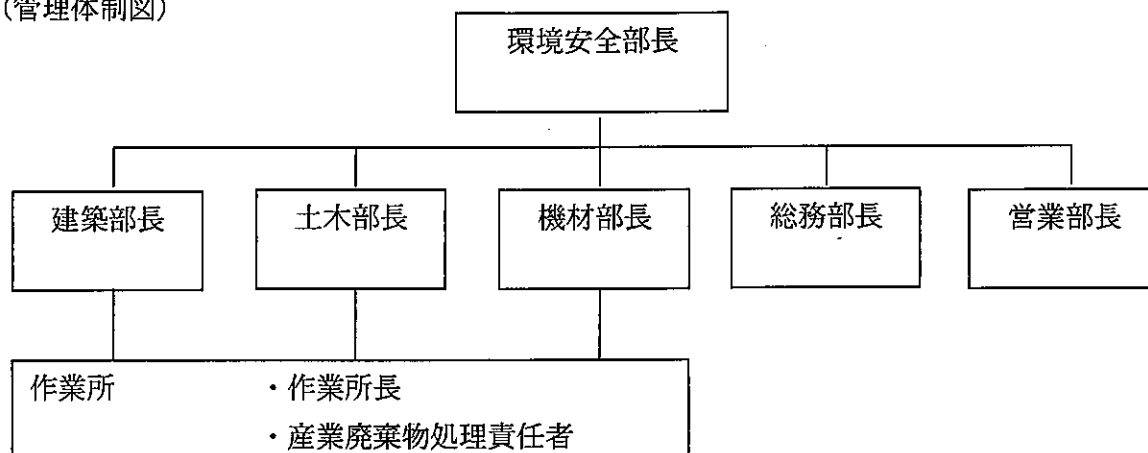 (管理体制図)
環境安全部長
建築部長
土木部長
機材部長
総務部長
営業部長
作業所 ・作業所長
・産業廃棄物処理責任者